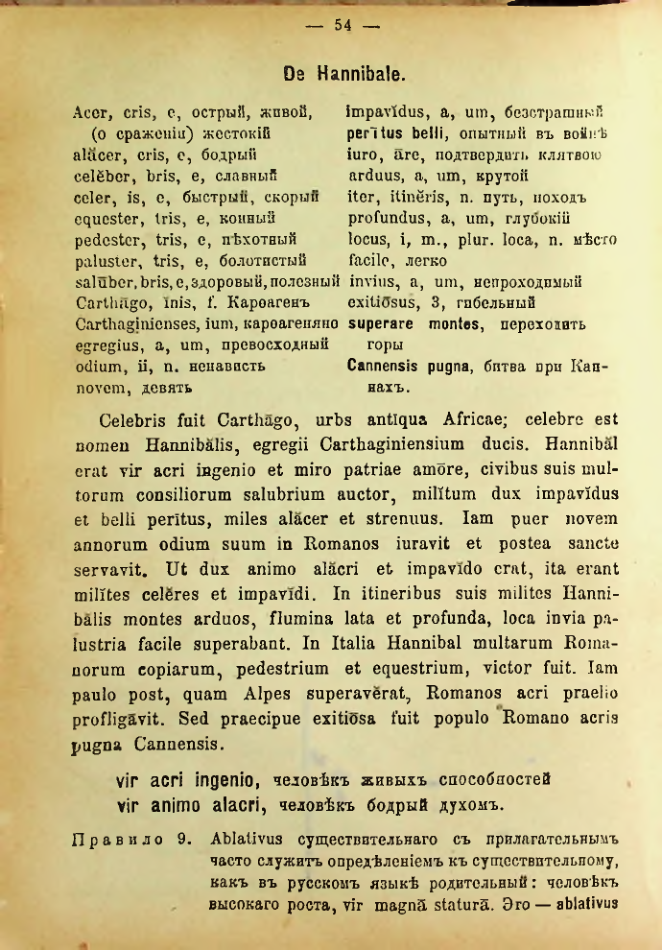 — 54 —
De Hannibale.
Acer, cris, e, острый, живой,
(о сраженіи) жестокій
alăcer, cris, e, бодрый
celĕber, bris, e, славный
celer, is, e, быстрый, скорый
equester, tris, e, конный
pedester, tris, e, пѣхотный
paluster, tris, e, болотистый
salūber, bris, e, здоровый, полезный
Carthāgo, ĭnis, f. Карѳагенъ
Carthaginienses, ium, карѳагеняне
egregius, a, um, превосходный
odium, ii, n. ненависть
novem, девять
impavĭdus, a, um, безстрашный
perītus belli, опытный въ войнѣ
iuro, āre, подтвердить клятвою
arduus, a, um, крутой
iter, itinĕris, n. путь, походъ
profundus, a, um, глубокій
locus, i, m., plur. loca, n. мѣсто
facile, легко
invius, a, um, непроходимый
exitiōsus, 3, гибельный
superare montes, переходить
горы
Cannensis pugna, битва при Кан-
нахъ.
Celebris fuit Carthāgo, urbs antīqua Africae; celebre est
nomen Hannibălis, egregii Carthaginiensium ducis. Hannibăl
erat vir acri ingenio et miro patriae amōre, civibus suis mul-
torum consiliorum salubrium auctor, milĭtum dux impavĭdus
et belli perītus, miles alăcer et strenuus. Iam puer novem
annorum odium suum in Romanos iuravit et postea sancte
servavit. Ut dux animo alăcri et impavĭdo erat, ita erant
milĭtes celĕres et impavĭdi. In itineribus suis milites Hanni-
bălis montes arduos, flumina lata et profunda, loca invia pa-
lustria facile superabant. In Italia Hannibal multarum Roma-
norum copiarum, pedestrium et equestrium, victor fuit. Iam
paulo post, quam Alpes superavĕrat, Romanos acri praelio
profligāvit. Sed praecipue exitiōsa fuit populo Romano acris
pugna Cannensis.
vir acri ingenio, человѣкъ живыхъ способностей
vir animo alacri, человѣкъ бодрый духомъ.
Правило 9. Ablativus существительнаго съ прилагательнымъ
часто служитъ опредѣленіемъ къ существительному,
какъ въ русскомъ языкѣ родительный: человѣкъ
высокаго роста, vir magnā statūrā. Это — ablativus